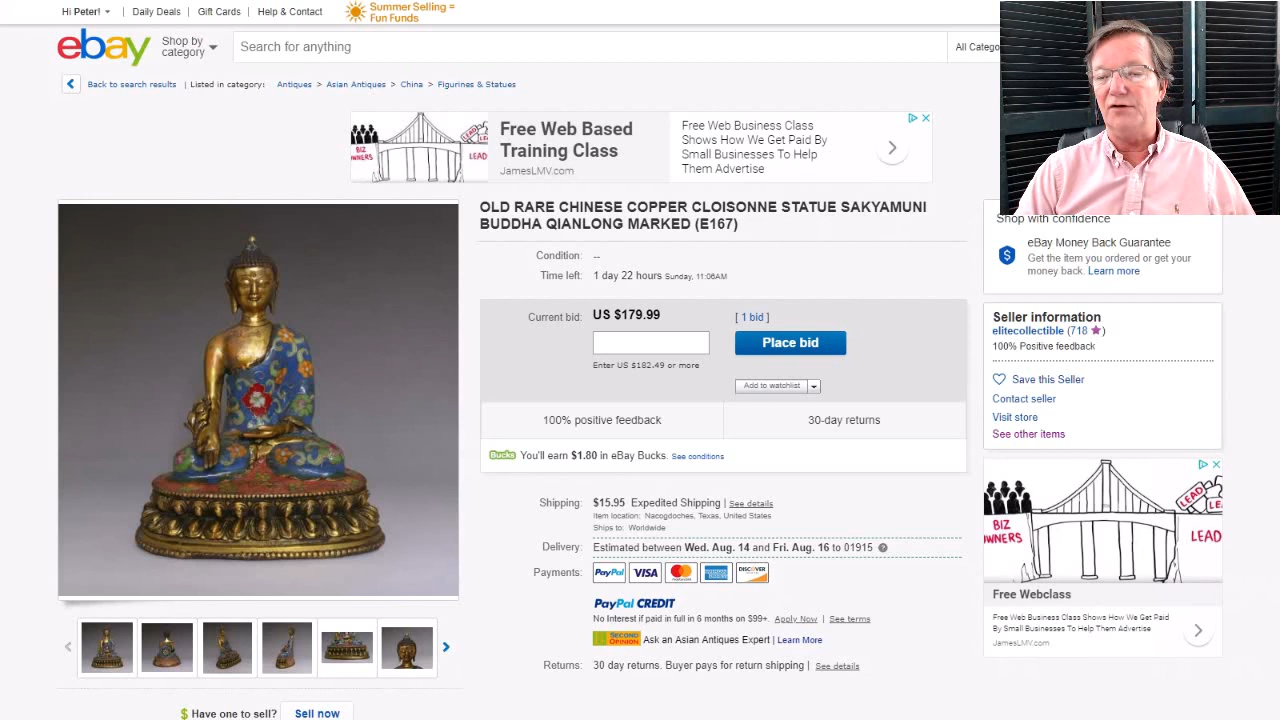 Hi Peter!
Daily Deals
Gift Cards
Help & Contact
Summer Selling =
Fun Funds
ebay
Shop by
category
Search for anything
All Catego
Back to search results
Listed in category:
Antiques > Asian Antiques > China > Figurines & Statues
BIZ
OWNERS
LEAD
Free Web Based
Training Class
JamesLMV.com
Free Web Business Class
Shows How We Get Paid By
Small Businesses To Help
Them Advertise
OLD RARE CHINESE COPPER CLOISONNE STATUE SAKYAMUNI
BUDDHA QIANLONG MARKED (E167)
Condition: --
Time left: 1 day 22 hours Sunday, 11:06AM
Current bid: US $179.99 [ 1 bid ]
Place bid
Enter US $182.49 or more
Add to watchlist
100% positive feedback
30-day returns
Bucks You'll earn $1.80 in eBay Bucks. See conditions
Shipping: $15.95 Expedited Shipping | See details
Item location: Nacogdoches, Texas, United States
Ships to: Worldwide
Delivery: Estimated between Wed. Aug. 14 and Fri. Aug. 16 to 01915
Payments: PayPal VISA MasterCard AMERICAN EXPRESS DISCOVER
PayPal CREDIT
No Interest if paid in full in 6 months on $99+. Apply Now | See terms
SECOND OPINION Ask an Asian Antiques Expert | Learn More
Returns: 30 day returns. Buyer pays for return shipping | See details
$ Have one to sell? Sell now
Shop with confidence
eBay Money Back Guarantee
Get the item you ordered or get your
money back. Learn more
Seller information
elitecollectible (718 ★)
100% Positive feedback
Save this Seller
Contact seller
Visit store
See other items
LEAD
BIZ
OWNERS
LEAD
Free Webclass
Free Web Business Class Shows How We Get Paid
By Small Businesses To Help Them Advertise
JamesLMV.com